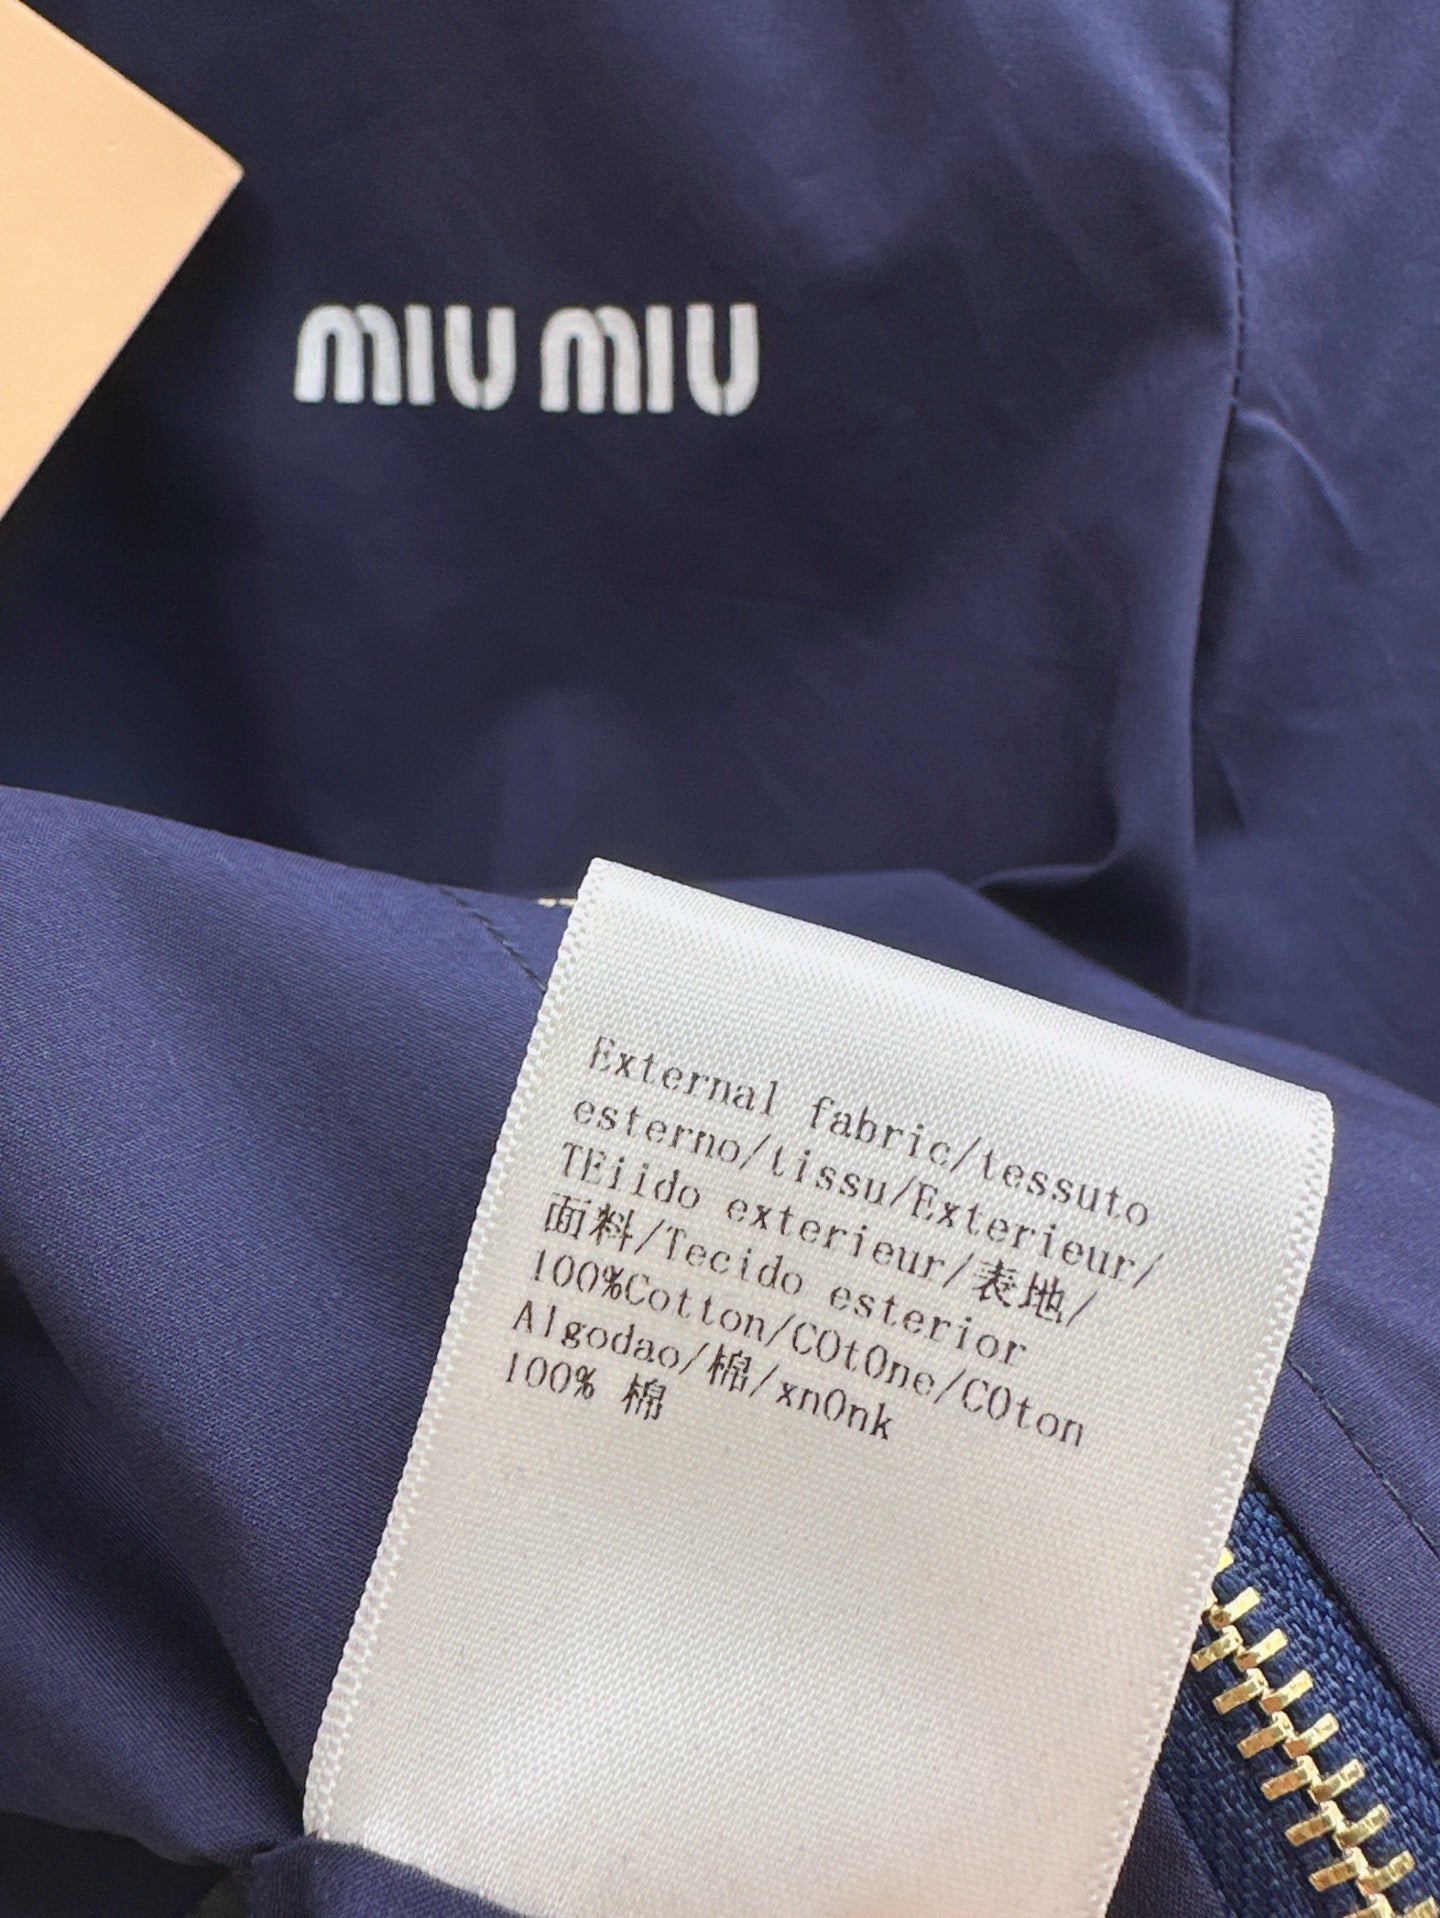 MIU MIU
External fabric/tessuto
esterno/tissu/Exterieur/
TEiido exterieur/表地/
面料/Tecido esterior
100%Cotton/COtOne/COton
Algodao/棉/xnOnk
100% 棉